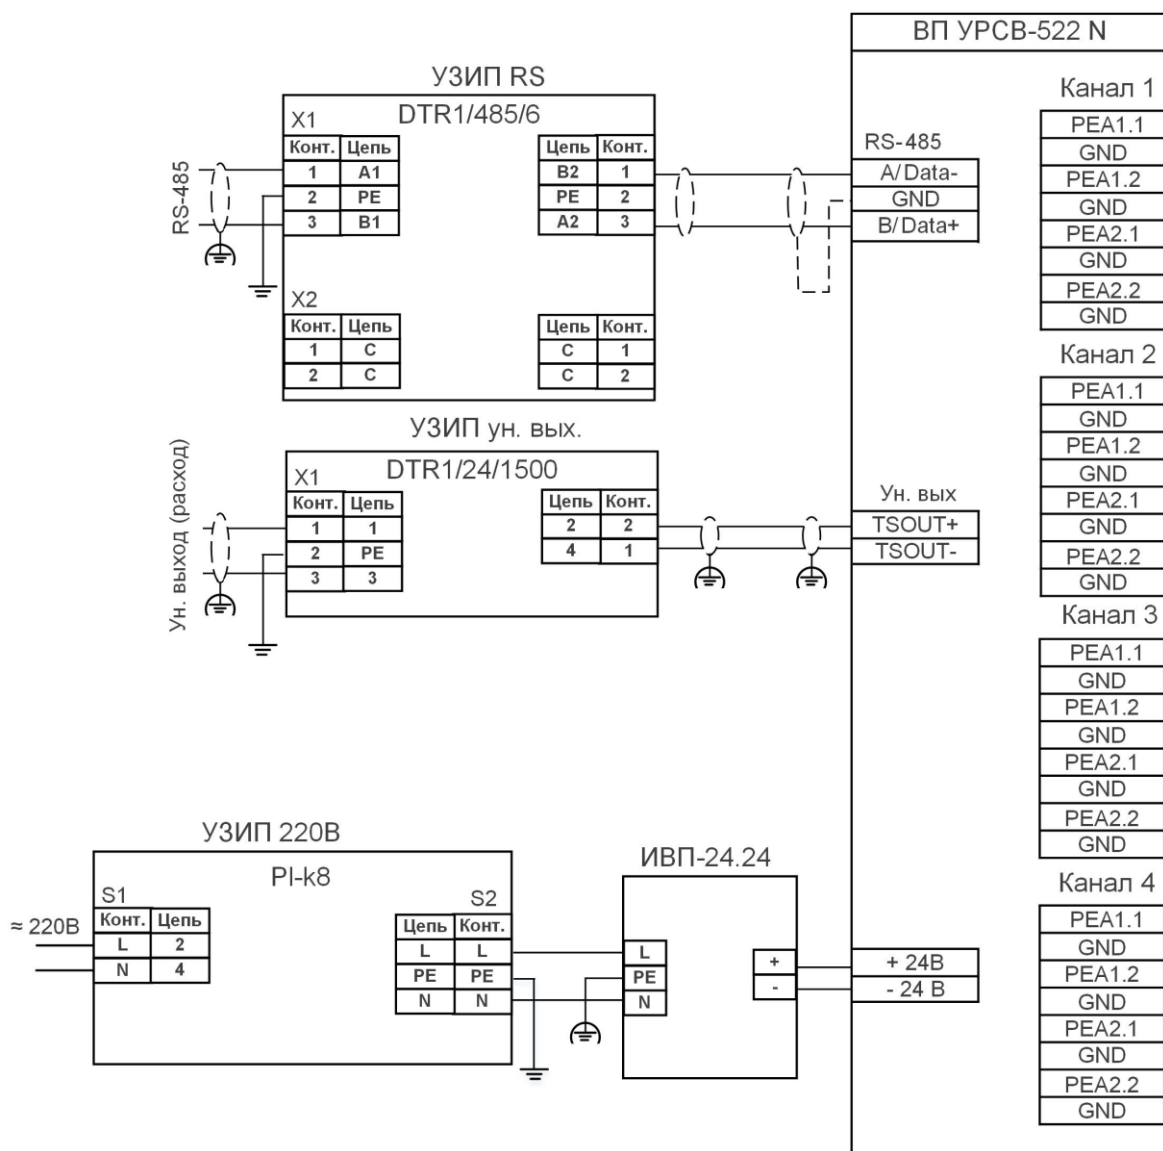 ВП УРСВ-522 N
УЗИП RS
DTR1/485/6
X1
Конт. Цепь
1 A1
2 PE
3 B1
Цепь Конт.
B2 1
PE 2
A2 3
RS-485
X2
Конт. Цепь
1 C
2 C
Цепь Конт.
C 1
C 2
RS-485
A/Data-
GND
B/Data+
УЗИП ун. вых.
DTR1/24/1500
X1
Конт. Цепь
1 1
2 PE
3 3
Цепь Конт.
2 2
4 1
Ун. выход (расход)
Ун. вых
TSOUT+
TSOUT-
УЗИП 220В
PI-k8
S1
Конт. Цепь
L 2
N 4
≈ 220В
S2
Цепь Конт.
L L
PE PE
N N
ИВП-24.24
L
PE
N
+
-
+ 24В
- 24 В
Канал 1
PEA1.1
GND
PEA1.2
GND
PEA2.1
GND
PEA2.2
GND
Канал 2
PEA1.1
GND
PEA1.2
GND
PEA2.1
GND
PEA2.2
GND
Канал 3
PEA1.1
GND
PEA1.2
GND
PEA2.1
GND
PEA2.2
GND
Канал 4
PEA1.1
GND
PEA1.2
GND
PEA2.1
GND
PEA2.2
GND